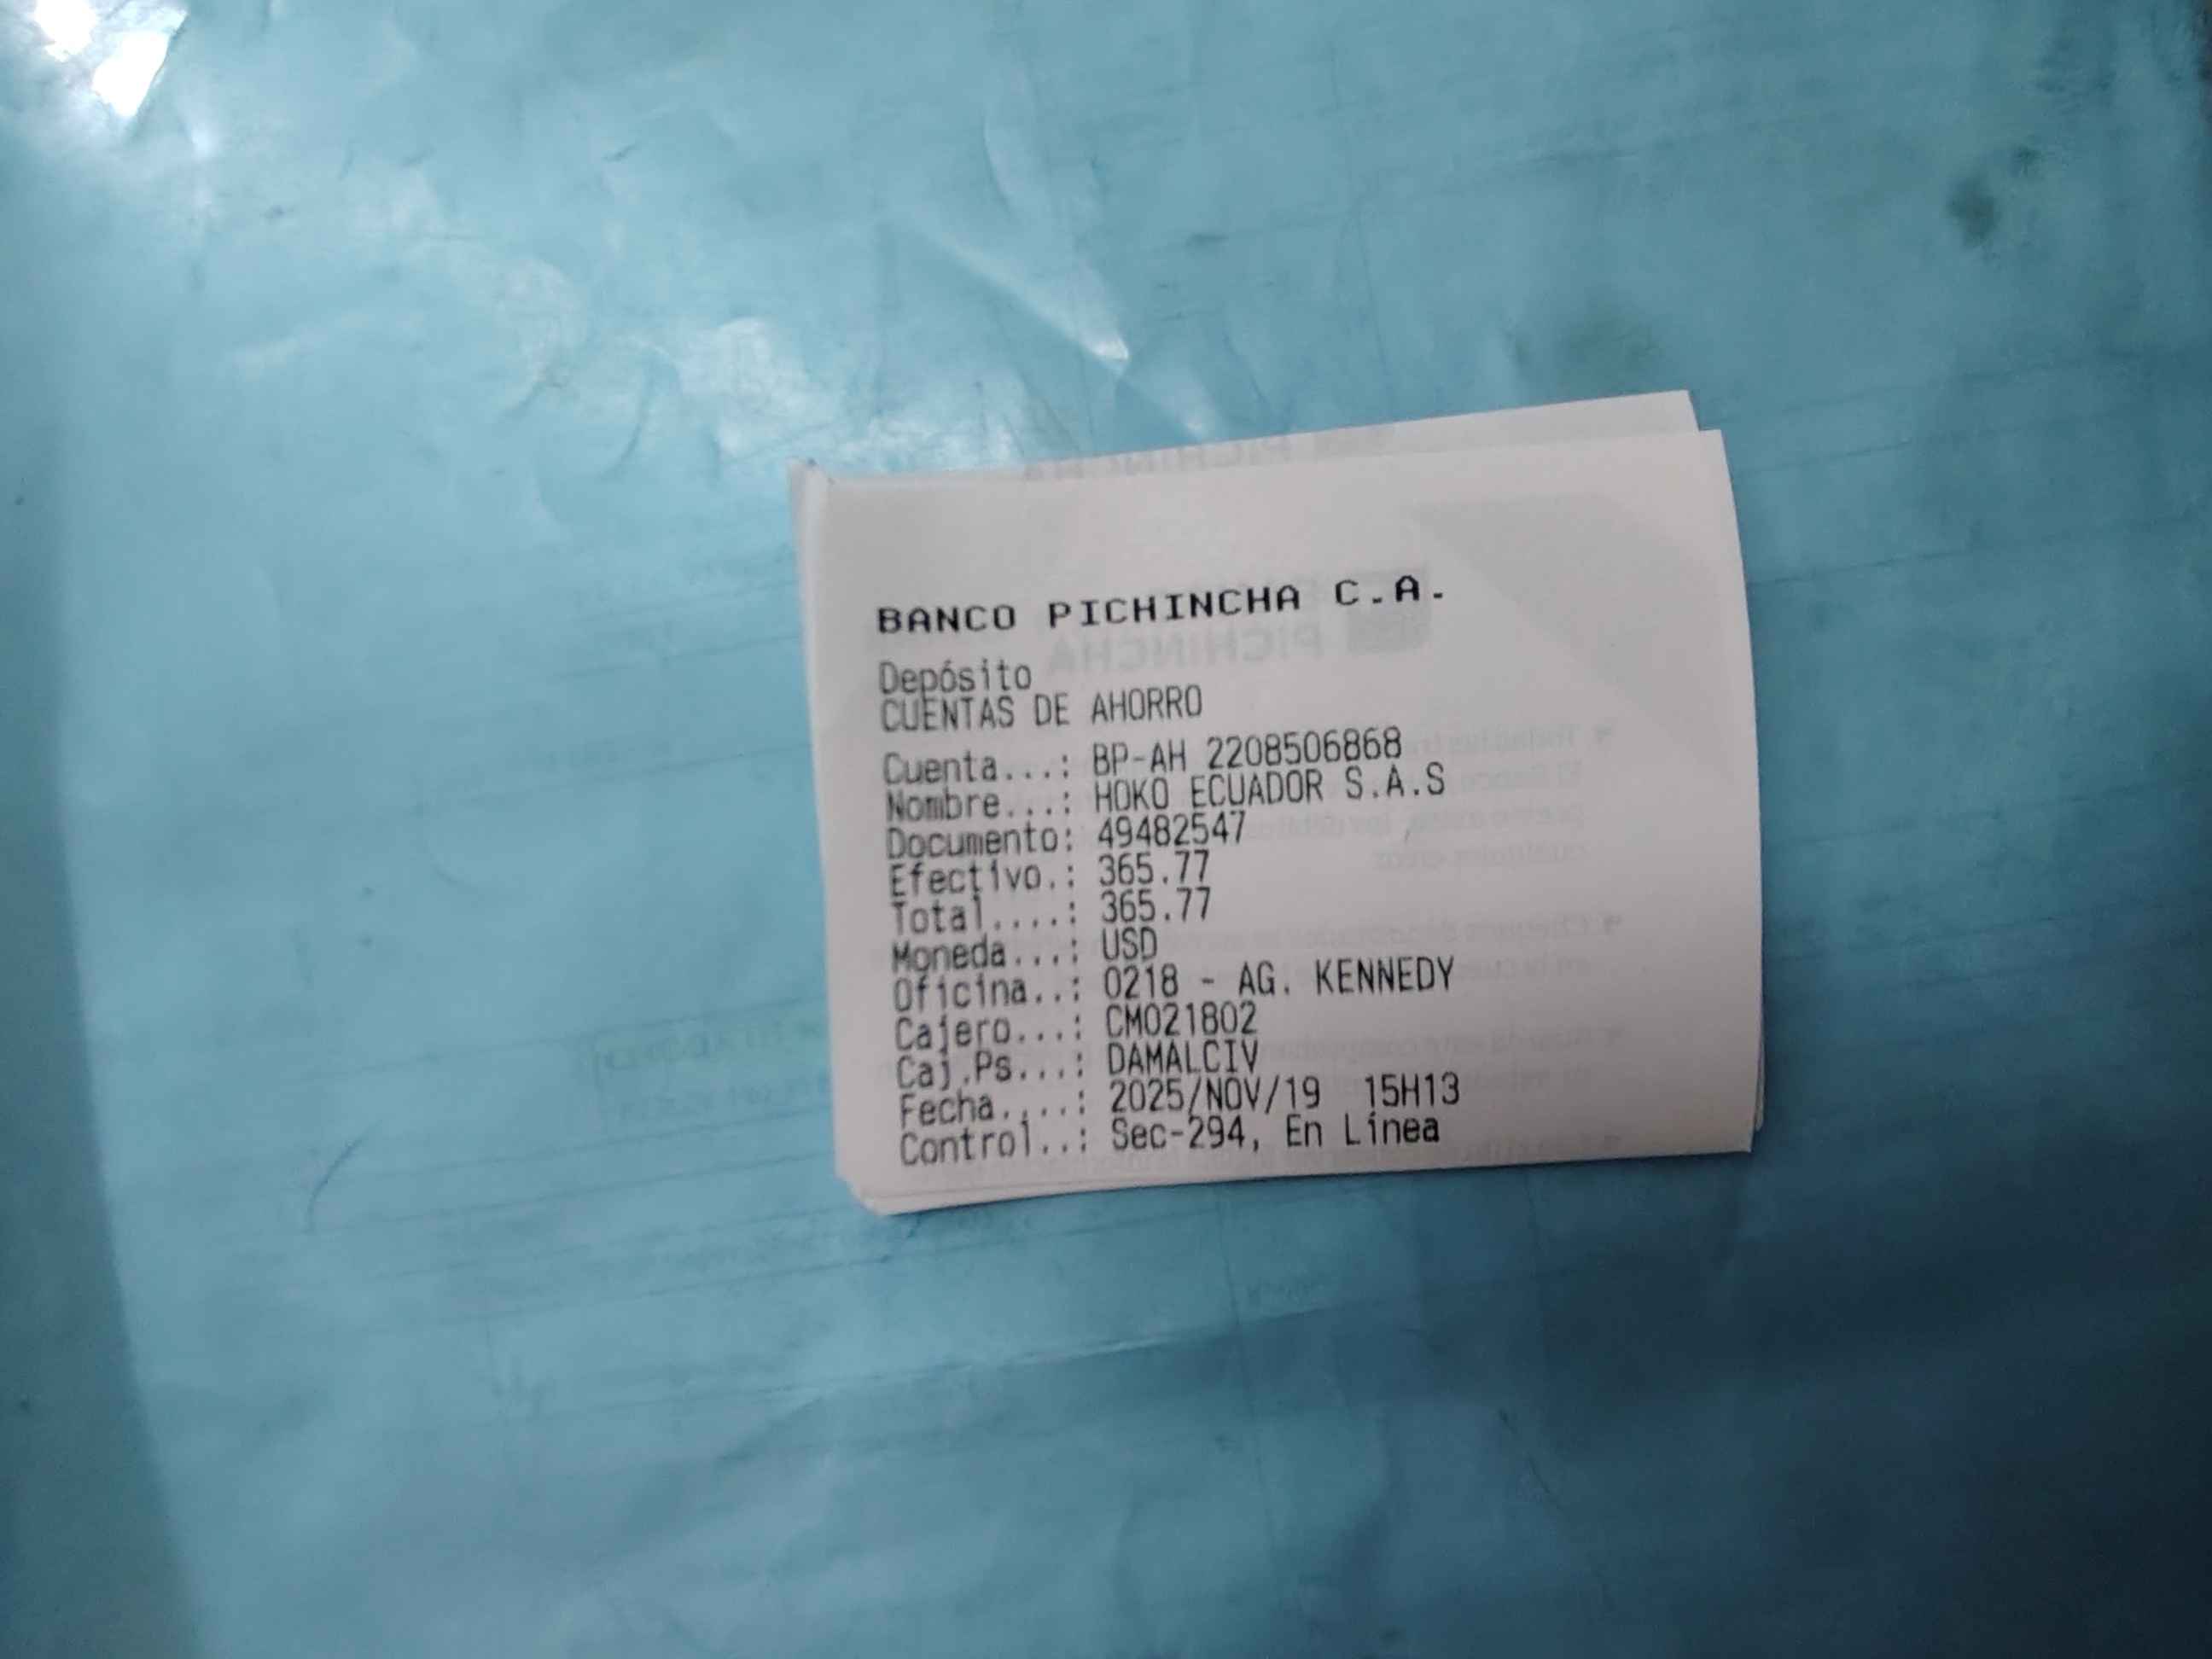 BANCO PICHINCHA C.A.
Depósito
CUENTAS DE AHORRO
Cuenta...: BP-AH 2208506868
Nombre...: HOKO ECUADOR S.A.S
Documento: 49482547
Efectivo.: 365.77
Total....: 365.77
Moneda...: USD
Oficina..: 0218 - AG. KENNEDY
Cajero...: CM021802
Caj.Ps...: DAMALCIV
Fecha....: 2025/NOV/19 15H13
Control..: Sec-294, En Línea